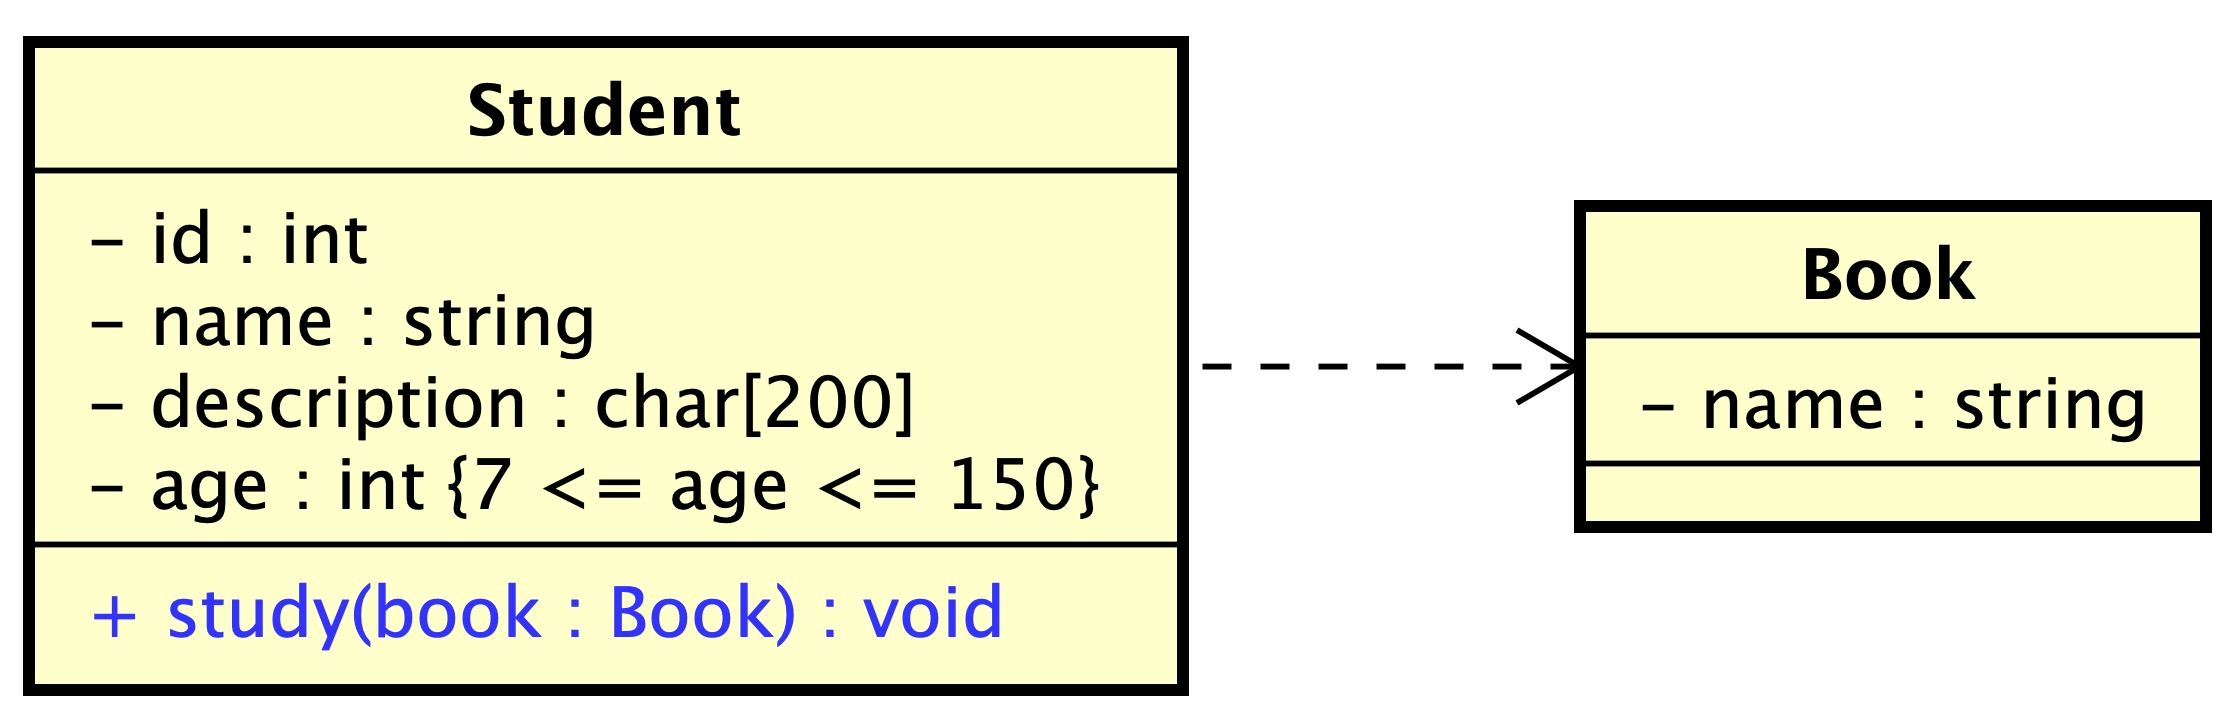 Student
- id : int
- name : string
- description : char[200]
- age : int {7 <= age <= 150}
+ study(book : Book) : void
Book
- name : string